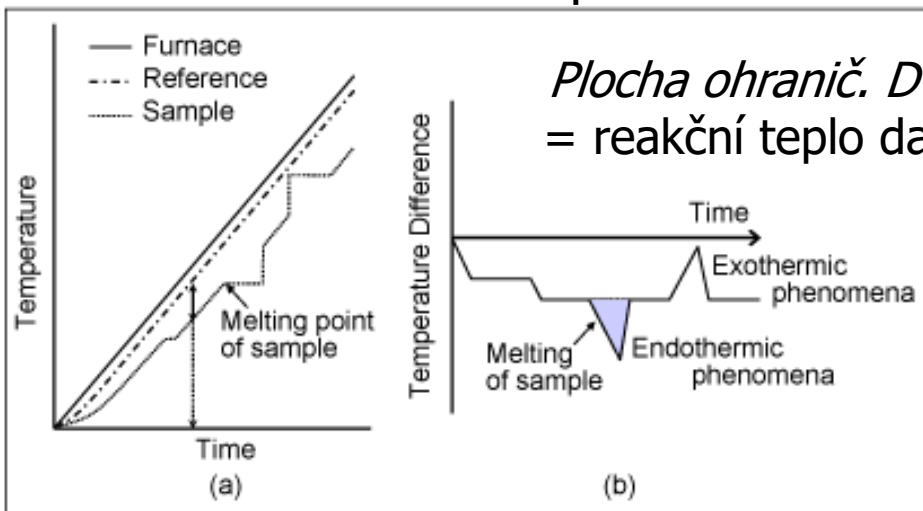 Furnace
Reference
Sample
Temperature
Melting point
of sample
Time
(a)
Plocha ohranič.
= reakční teplo
Temperature Difference
Time
Exothermic
phenomena
Melting
of sample
Endothermic
phenomena
(b)